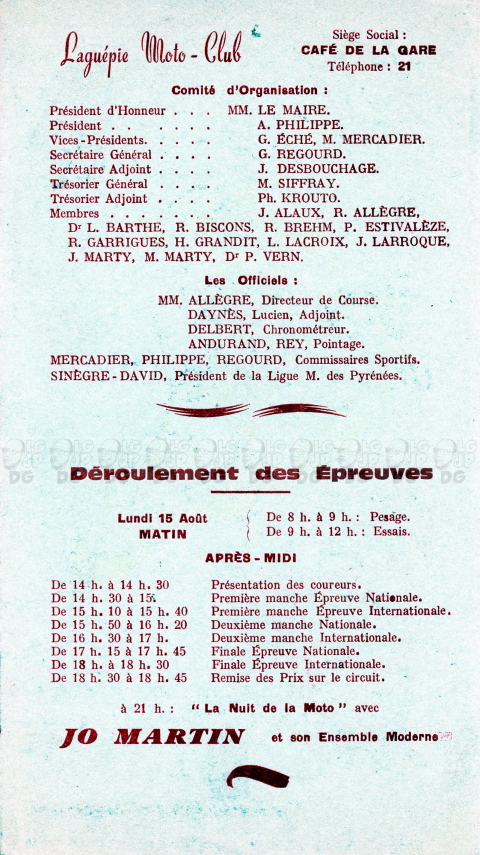 Laguépie Moto-Club
Siège Social :
CAFÉ DE LA GARE
Téléphone : 21
Comité d'Organisation :
Président d'Honneur . . . MM. LE MAIRE.
Président . . . . . . A. PHILIPPE.
Vices-Présidents. . . . . G. ÉCHÉ, M. MERCADIER.
Secrétaire Général . . . . G. REGOURD.
Secrétaire Adjoint . . . . J. DESBOUCHAGE.
Trésorier Général . . . . M. SIFFRAY.
Trésorier Adjoint . . . . Ph. KROUTO.
Membres . . . . . . . J. ALAUX, R. ALLÈGRE,
Dr L. BARTHE, R. BISCONS, R. BREHM, P. ESTIVALÈZE,
R. GARRIGUES, H. GRANDIT, L. LACROIX, J. LARROQUE,
J. MARTY, M. MARTY, Dr P. VERN.
Les Officiels :
MM. ALLÈGRE, Directeur de Course.
DAYNÈS, Lucien, Adjoint.
DELBERT, Chronométreur.
ANDURAND, REY, Pointage.
MERCADIER, PHILIPPE, REGOURD, Commissaires Sportifs.
SINÈGRE-DAVID, Président de la Ligue M. des Pyrénées.
Déroulement des Épreuves
Lundi 15 Août
MATIN
De 8 h. à 9 h. : Pesage.
De 9 h. à 12 h. : Essais.
APRÈS-MIDI
De 14 h. à 14 h. 30 Présentation des coureurs.
De 14 h. 30 à 15 Première manche Épreuve Nationale.
De 15 h. 10 à 15 h. 40 Première manche Épreuve Internationale.
De 15 h. 50 à 16 h. 20 Deuxième manche Nationale.
De 16 h. 30 à 17 h. Deuxième manche Internationale.
De 17 h. 15 à 17 h. 45 Finale Épreuve Nationale.
De 18 h. à 18 h. 30 Finale Épreuve Internationale.
De 18 h. 30 à 18 h. 45 Remise des Prix sur le circuit.
à 21 h. : "La Nuit de la Moto" avec
JO MARTIN et son Ensemble Moderne